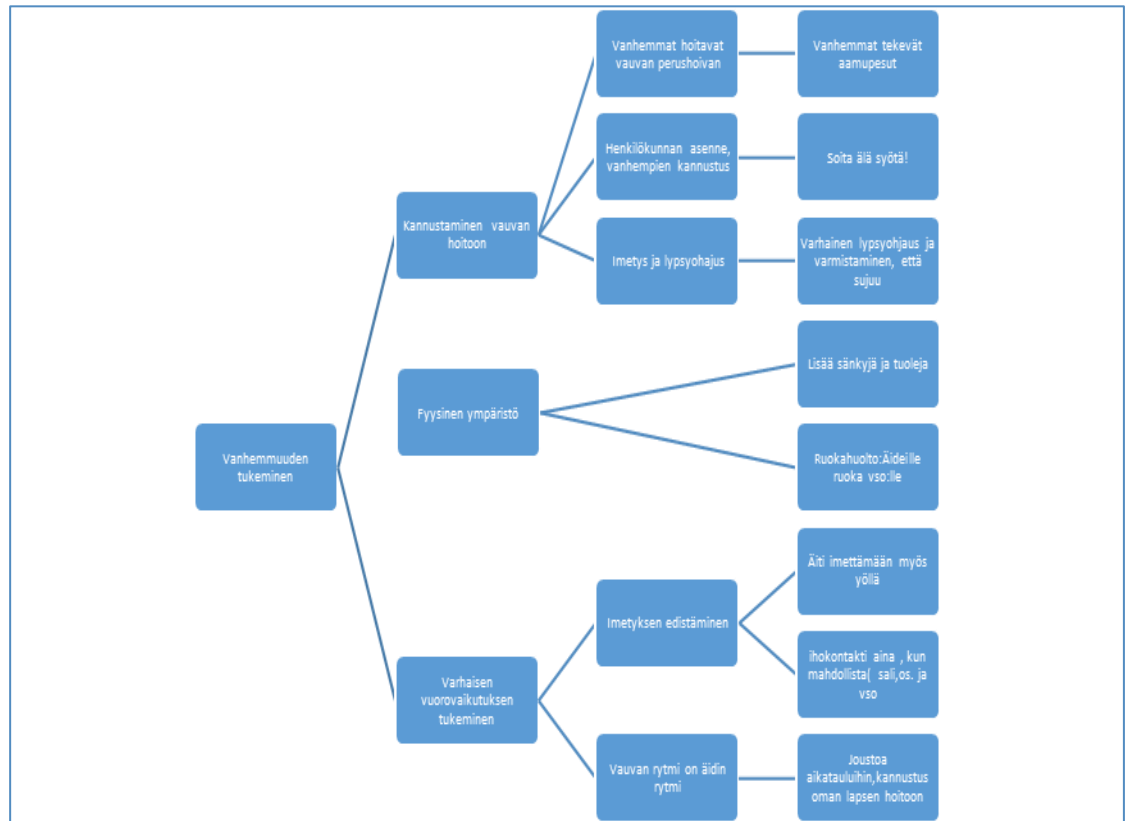 Vanhemmat hoitavat
vauvan perushoivan
Vanhemmat tekevät
aamupesut
Henkilökunnan asenne,
vanhempien kannustus
Soita älä syötä!
Kannustaminen vauvan
hoitoon
Imetys ja lypsyohajus
Varhainen lypsyohjaus ja
varmistaminen, että
sujuu
Lisää sänkyjä ja tuoleja
Fyysinen ympäristö
Ruokahuolto:Äideille
ruoka vso:lle
Vanhemmuuden
tukeminen
Äiti imettämään myös
yöllä
Imetyksen edistäminen
ihokontakti aina , kun
mahdollista( sali,os. ja
vso
Varhaisen
vuorovaikutuksen
tukeminen
Vauvan rytmi on äidin
rytmi
Joustoa
aikatauluihin,kannustus
oman lapsen hoitoon